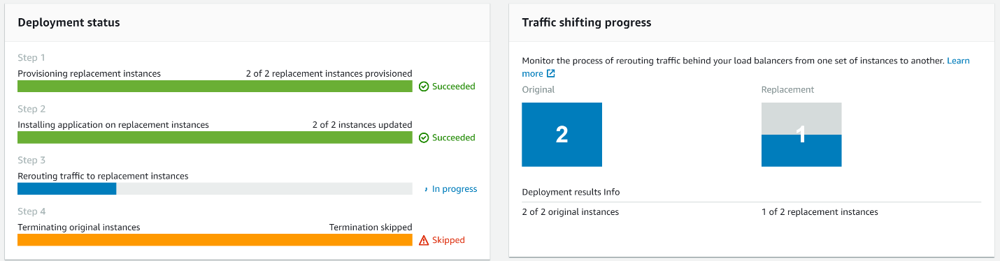 Deployment status
Step 1
Provisioning replacement instances
2 of 2 replacement instances provisioned
Succeeded
Step 2
Installing application on replacement instances
2 of 2 instances updated
Succeeded
Step 3
Rerouting traffic to replacement instances
In progress
Step 4
Terminating original instances
Termination skipped
Skipped
Traffic shifting progress
Monitor the process of rerouting traffic behind your load balancers from one set of instances to another. Learn
more
Original
Replacement
2
1
Deployment results Info
2 of 2 original instances
1 of 2 replacement instances